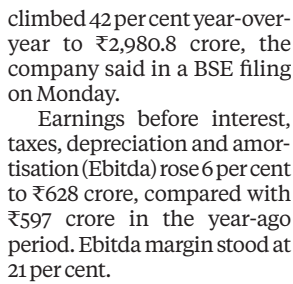 climbed 42 per cent year-over-
year to ₹2,980.8 crore, the
company said in a BSE filing
on Monday.
Earnings before interest,
taxes, depreciation and amor-
tisation (Ebitda) rose 6 per cent
to ₹628 crore, compared with
₹597 crore in the year-ago
period. Ebitda margin stood at
21 per cent.